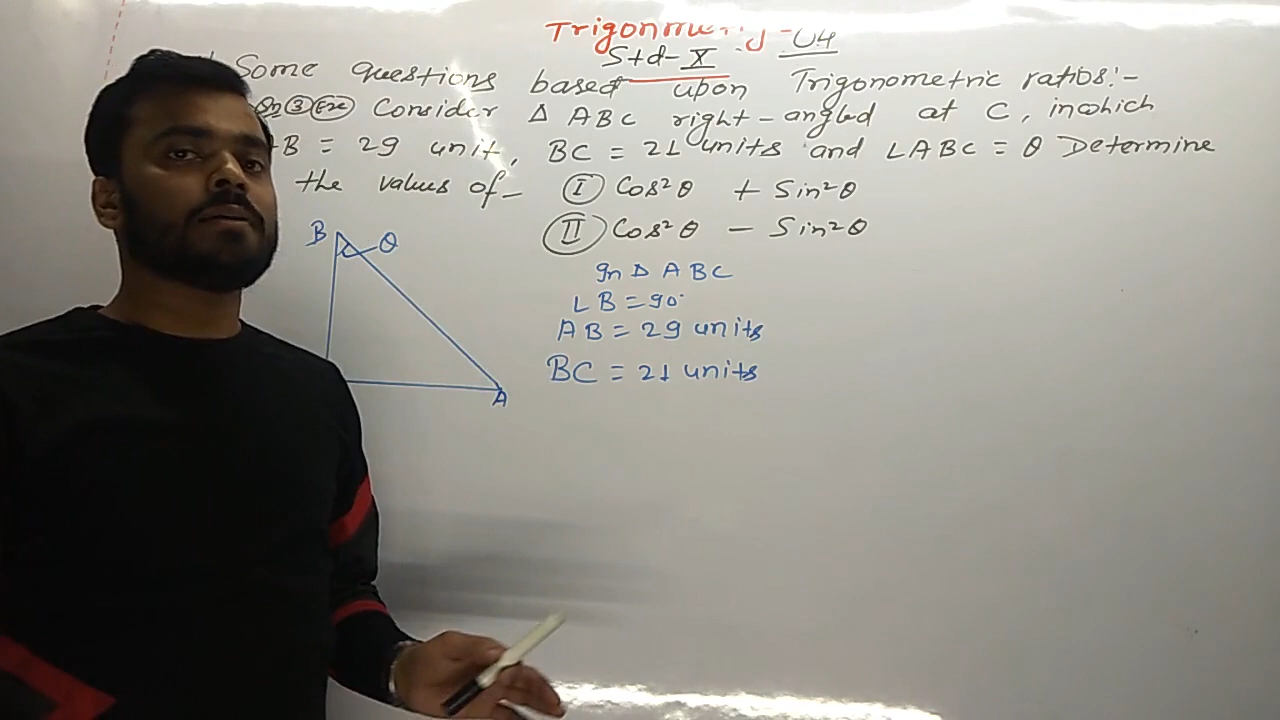 Trigonometry-04
Std-X
Some questions based upon Trigonometric ratios:-
Qn ③ Exe Consider Δ ABC right-angled at C, in which
AB = 29 unit, BC = 21 units and ∠ABC = θ Determine
the values of- Ⓘ Cos²θ + Sin²θ
Ⓘ Ⓘ Cos²θ - Sin²θ
B θ
In Δ ABC
∠B = 90°
AB = 29 units
BC = 21 units
A